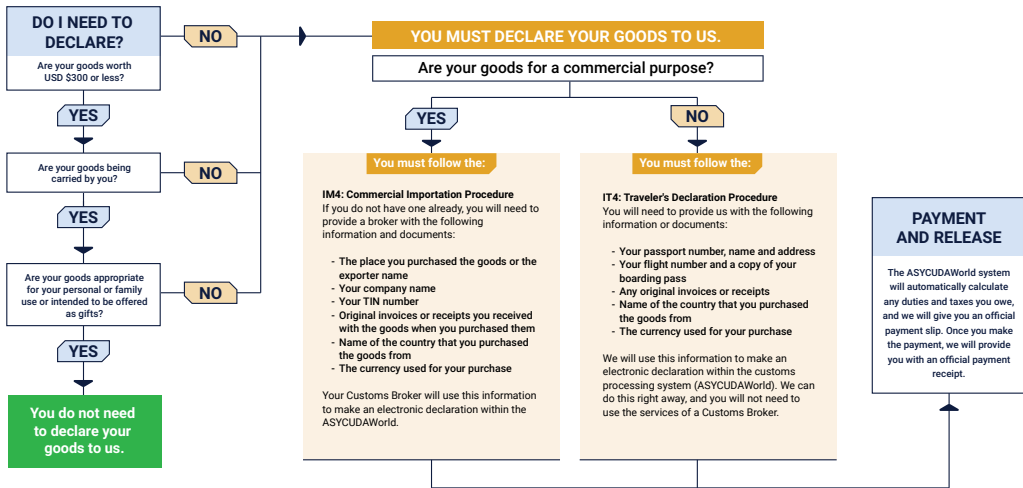 DO I NEED TO
DECLARE?
Are your goods worth
USD $300 or less?
NO
YES
Are your goods being
carried by you?
NO
YES
Are your goods appropriate
for your personal or family
use or intended to be offered
as gifts?
NO
YES
You do not need
to declare your
goods to us.
YOU MUST DECLARE YOUR GOODS TO US.
Are your goods for a commercial purpose?
YES
NO
You must follow the:
IM4: Commercial Importation Procedure
If you do not have one already, you will need to
provide a broker with the following
information and documents:
- The place you purchased the goods or the
exporter name
- Your company name
- Your TIN number
- Original invoices or receipts you received
with the goods when you purchased them
- Name of the country that you purchased
the goods from
- The currency used for your purchase
Your Customs Broker will use this information
to make an electronic declaration within the
ASYCUDAWorld.
You must follow the:
IT4: Traveler's Declaration Procedure
You will need to provide us with the following
information or documents:
- Your passport number, name and address
- Your flight number and a copy of your
boarding pass
- Any original invoices or receipts
- Name of the country that you purchased
the goods from
- The currency used for your purchase
We will use this information to make an
electronic declaration within the customs
processing system (ASYCUDAWorld). We can
do this right away, and you will not need to
use the services of a Customs Broker.
PAYMENT
AND RELEASE
The ASYCUDAWorld system
will automatically calculate
any duties and taxes you owe,
and we will give you an official
payment slip. Once you make
the payment, we will provide
you with an official payment
receipt.